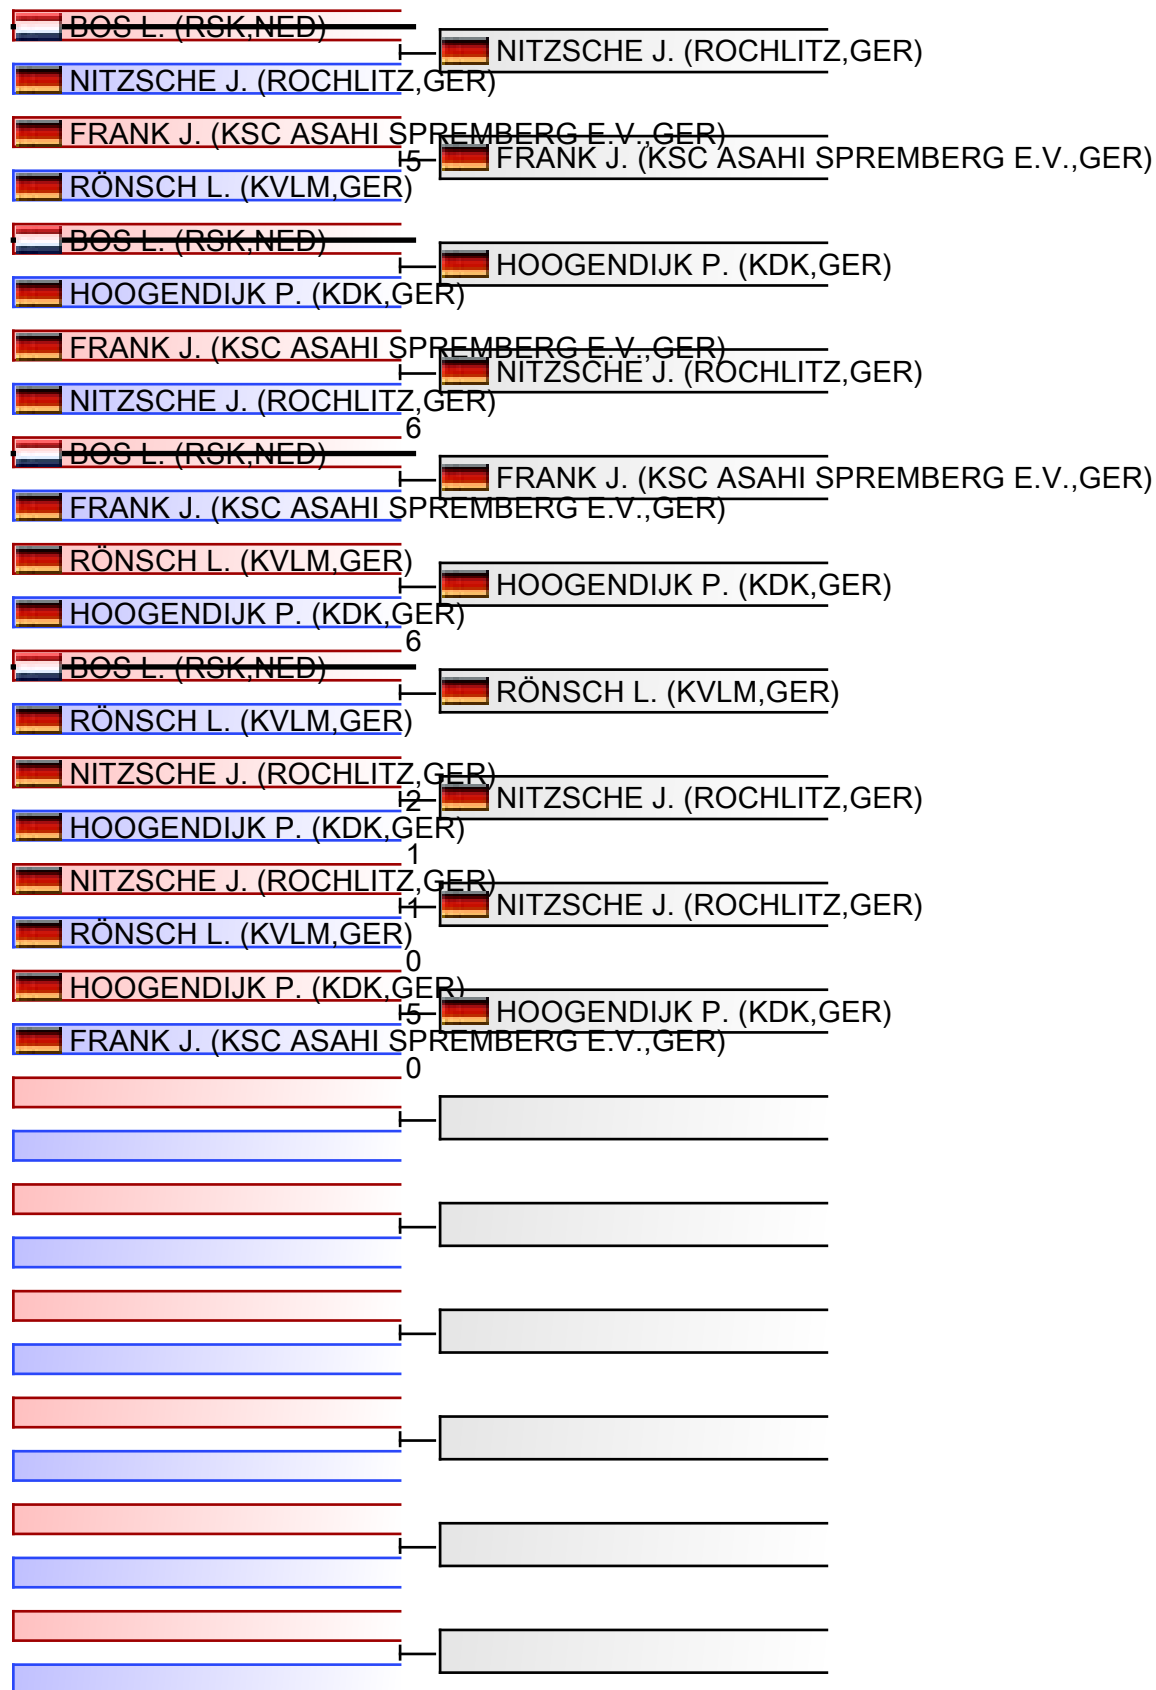 BOS L. (RSK,NED)
NITZSCHE J. (ROCHLITZ,GER)
NITZSCHE J. (ROCHLITZ,GER)
FRANK J. (KSC ASAHI SPREMBERG E.V.,GER)
5
FRANK J. (KSC ASAHI SPREMBERG E.V.,GER)
RÖNSCH L. (KVLM,GER)
BOS L. (RSK,NED)
HOOGENDIJK P. (KDK,GER)
HOOGENDIJK P. (KDK,GER)
FRANK J. (KSC ASAHI SPREMBERG E.V.,GER)
NITZSCHE J. (ROCHLITZ,GER)
NITZSCHE J. (ROCHLITZ,GER)
6
BOS L. (RSK,NED)
FRANK J. (KSC ASAHI SPREMBERG E.V.,GER)
FRANK J. (KSC ASAHI SPREMBERG E.V.,GER)
RÖNSCH L. (KVLM,GER)
HOOGENDIJK P. (KDK,GER)
HOOGENDIJK P. (KDK,GER)
6
BOS L. (RSK,NED)
RÖNSCH L. (KVLM,GER)
RÖNSCH L. (KVLM,GER)
NITZSCHE J. (ROCHLITZ,GER)
2
NITZSCHE J. (ROCHLITZ,GER)
HOOGENDIJK P. (KDK,GER)
1
NITZSCHE J. (ROCHLITZ,GER)
1
NITZSCHE J. (ROCHLITZ,GER)
RÖNSCH L. (KVLM,GER)
0
HOOGENDIJK P. (KDK,GER)
5
HOOGENDIJK P. (KDK,GER)
FRANK J. (KSC ASAHI SPREMBERG E.V.,GER)
0